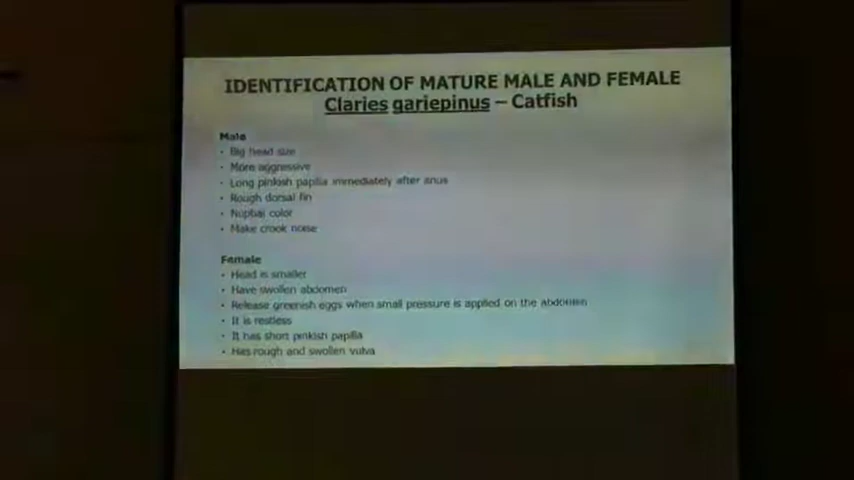 IDENTIFICATION OF MATURE MALE AND FEMALE
Claries gariepinus – Catfish
Male
• Big head size
• More aggressive
• Long pinkish papilla immediately after anus
• Rough dorsal fin
• Nuptial color
• Make crook noise
Female
• Head is smaller
• Have swollen abdomen
• Release greenish eggs when small pressure is applied on the abdomen
• It is restless
• It has short pinkish papilla
• Has rough and swollen vulva